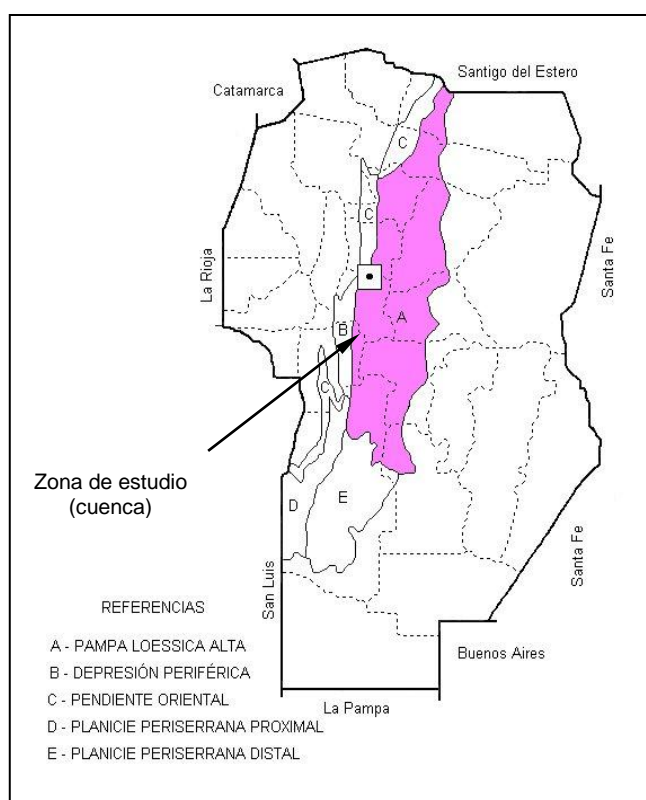 Santigo del Estero
Catamarca
C
C
La Rioja
Santa Fe
A
B
C
Zona de estudio
(cuenca)
E
D
Santa Fe
San Luis
REFERENCIAS
Buenos Aires
A - PAMPA LOESSICA ALTA
B - DEPRESIÓN PERIFÉRICA
C - PENDIENTE ORIENTAL
La Pampa
D - PLANICIE PERISERRANA PROXIMAL
E - PLANICIE PERISERRANA DISTAL